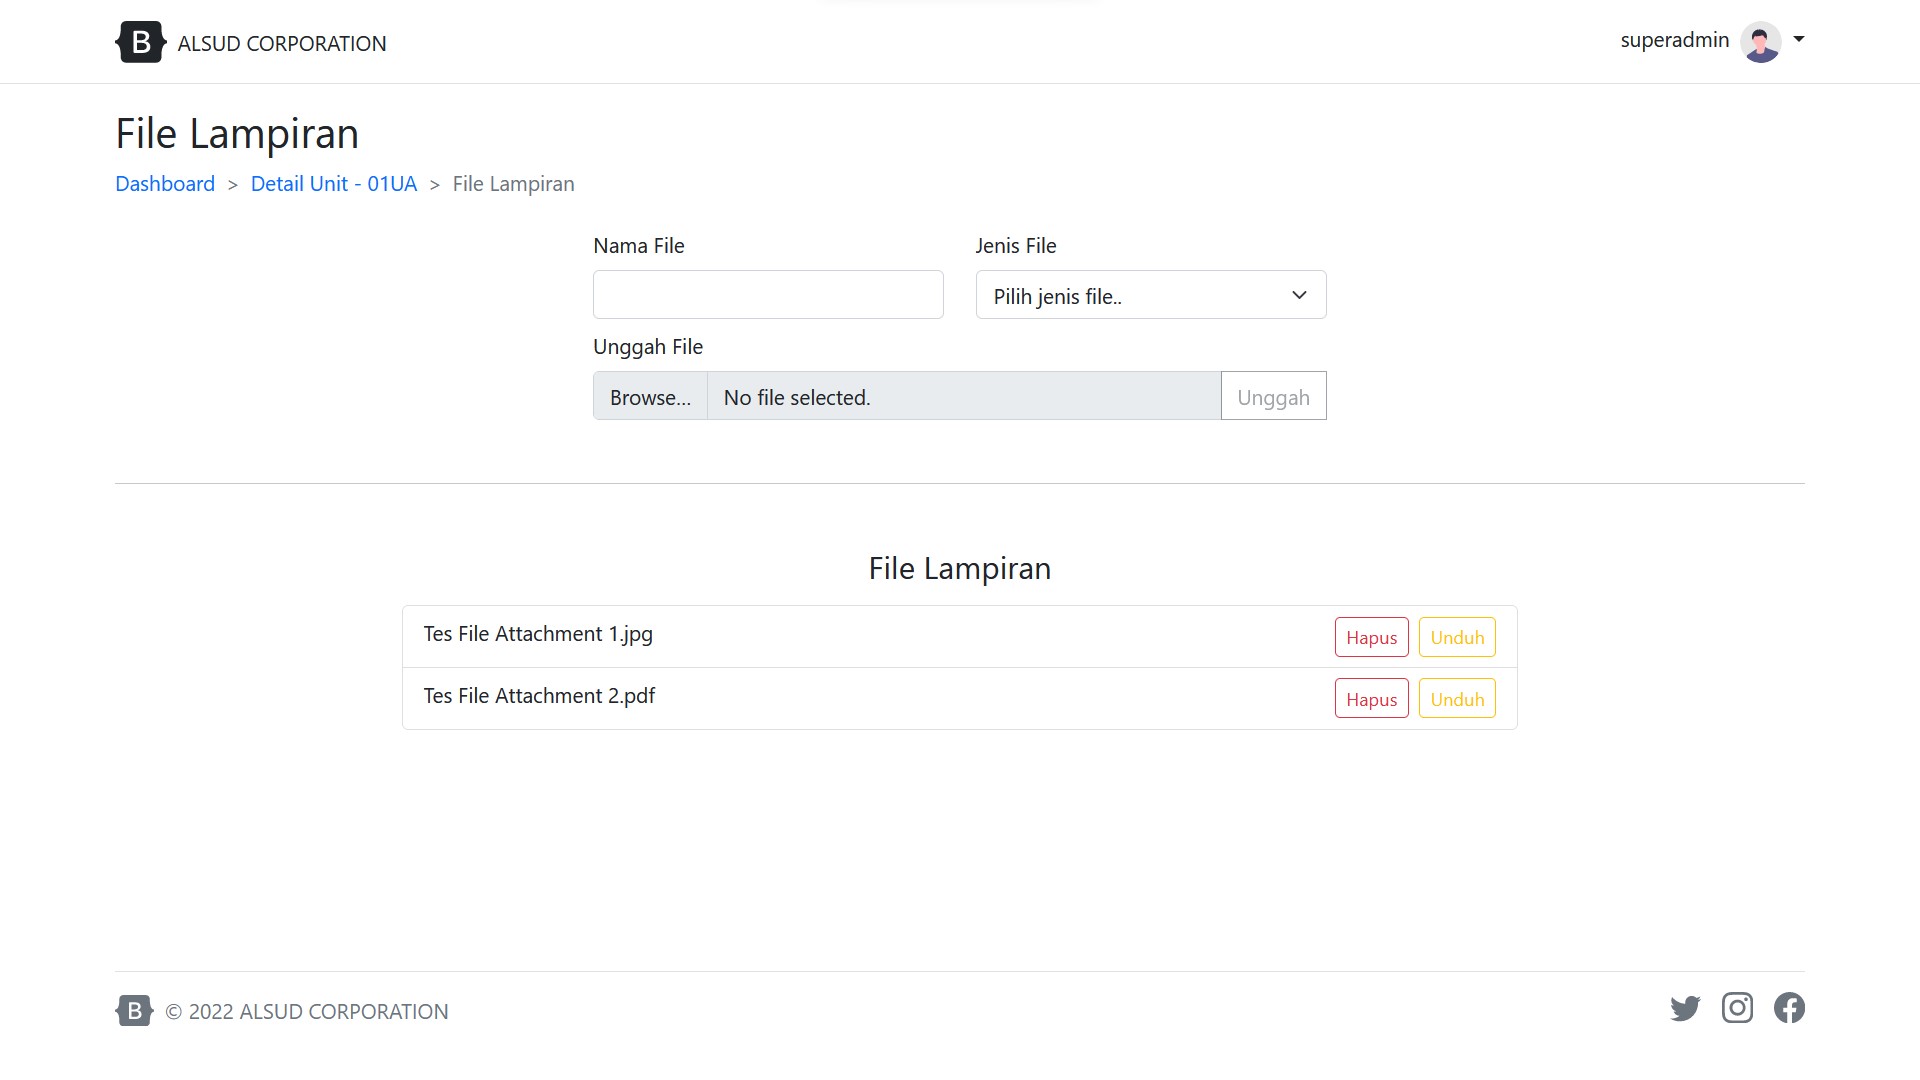 B ALSUD CORPORATION
superadmin
File Lampiran
Dashboard > Detail Unit - 01UA > File Lampiran
Nama File
Jenis File
Pilih jenis file..
Unggah File
Browse... No file selected. Unggah
File Lampiran
Tes File Attachment 1.jpg Hapus Unduh
Tes File Attachment 2.pdf Hapus Unduh
B © 2022 ALSUD CORPORATION